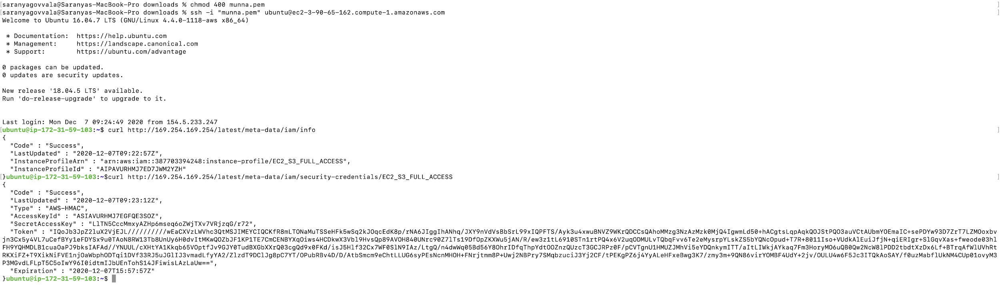 [saranyagovvala@Saranyas-MacBook-Pro downloads % chmod 400 munna.pem ]
[saranyagovvala@Saranyas-MacBook-Pro downloads % ssh -i "munna.pem" ubuntu@ec2-3-90-65-162.compute-1.amazonaws.com ]
Welcome to Ubuntu 16.04.7 LTS (GNU/Linux 4.4.0-1118-aws x86_64)
* Documentation:  https://help.ubuntu.com
* Management:     https://landscape.canonical.com
* Support:        https://ubuntu.com/advantage
0 packages can be updated.
0 updates are security updates.
New release '18.04.5 LTS' available.
Run 'do-release-upgrade' to upgrade to it.
Last login: Mon Dec  7 09:24:49 2020 from 154.5.233.247
[ubuntu@ip-172-31-59-103:~$ curl http://169.254.169.254/latest/meta-data/iam/info ]
{
"Code" : "Success",
"LastUpdated" : "2020-12-07T09:22:57Z",
"InstanceProfileArn" : "arn:aws:iam::387703394248:instance-profile/EC2_S3_FULL_ACCESS",
"InstanceProfileId" : "AIPAVURHMJ7ED7JWM2YZH"
[}ubuntu@ip-172-31-59-103:~$curl http://169.254.169.254/latest/meta-data/iam/security-credentials/EC2_S3_FULL_ACCESS ]
{
"Code" : "Success",
"LastUpdated" : "2020-12-07T09:23:12Z",
"Type" : "AWS-HMAC",
"AccessKeyId" : "ASIAVURHMJ7EGFQE3SOZ",
"SecretAccessKey" : "LlTN5CccMmxyAZHp6mseq6oZWjTXv7VRjzqG/r72",
"Token" : "IQoJb3JpZ2luX2VjEJL//////////wEaCXVzLWVhc3QtMSJIMEYCIQCKfR8mLTONaMuTSSeHFk5wSq2kJOqcEdK8p/rNA6JIggIhANhq/JXY9nVdVsBbSrL99xIQPFTS/Ayk3u4xwuBNVZ9WKrQDCCsQAhoMMzg3NzAzMzk0MjQ4IgwmLd50+hACgtsLqpAqkQOJStPQO3auVCtAUbmYOEmaIC+sePDYw93D7ZrT7LZMOoxbv
jn3Cx5y4VL7uCefBYy1eFDYSx9u0TAoN8RW13Tb8UnUy6H0dvItMKwQOZbJF1KP1TE7CmCENBYXqOiws4HCDkwX3Vbl9HvsQp89AVOH840UNrc90Z7lTs19DfOpZKXWu5jAN/R/ew3z1tL6910STn1rtPQ4x6V2uqODMULvTQbqFvv6Te2eMysrpYLskZS5bYQNcOpud+T7R+8011Iso+VUdkAlEuiJfjN+qiERIgr+SlGqvXas+fweode03hl
FH9YQHMDLB1cuaOaPJ9bksIAFAd//YNUUL/cXHtYA1Kkqb65VOptfJv9GJY0TudBXGbXXrQ03cgQd9x0FKd/isJ5Hlf32Cx7WF0SlN9IAz/LtgQ/n4dwWq05Bd56Y8OhrIDfqThpYdtOOZnzQUzcT3GCJRPz0F/pCVTgnU1HMUZJMhVi5eYDQnkymITT/aItLIWkjAYkaq7Fm3HoryMO6uQB0Qw2NcW8lPDD2tbdtXzDx6Lf+BTrqAfWlUVhRt
RKXiFZ+T9XikNiFVE1njOaWbphODTqi1DVf33RJ5uJGlIJ3vmadLfyYA2/ZlzdT9DClJg8pC7YT/OPubRBv4D/D/AtbSmcm9eChtLLUG6syPEsNcnMHOH+FNrjtmm8P+Uwj2NBPry7SMqbzuciJ3Yj2CF/tPEKgPZ6j4YyALeHFxeBwg3K7/zmy3m+9QN86virYOMBF4UdY+2jv/OULU4w6F5Jc3ITQkAoSAY/f0uzMabflUkNM4CUp01ovyM3
P3MGvdLFLpT5C5oIwY96I0idtmIJbUEnTohS14JFiwisLAzLaUw==",
"Expiration" : "2020-12-07T15:57:57Z"
}ubuntu@ip-172-31-59-103:~$